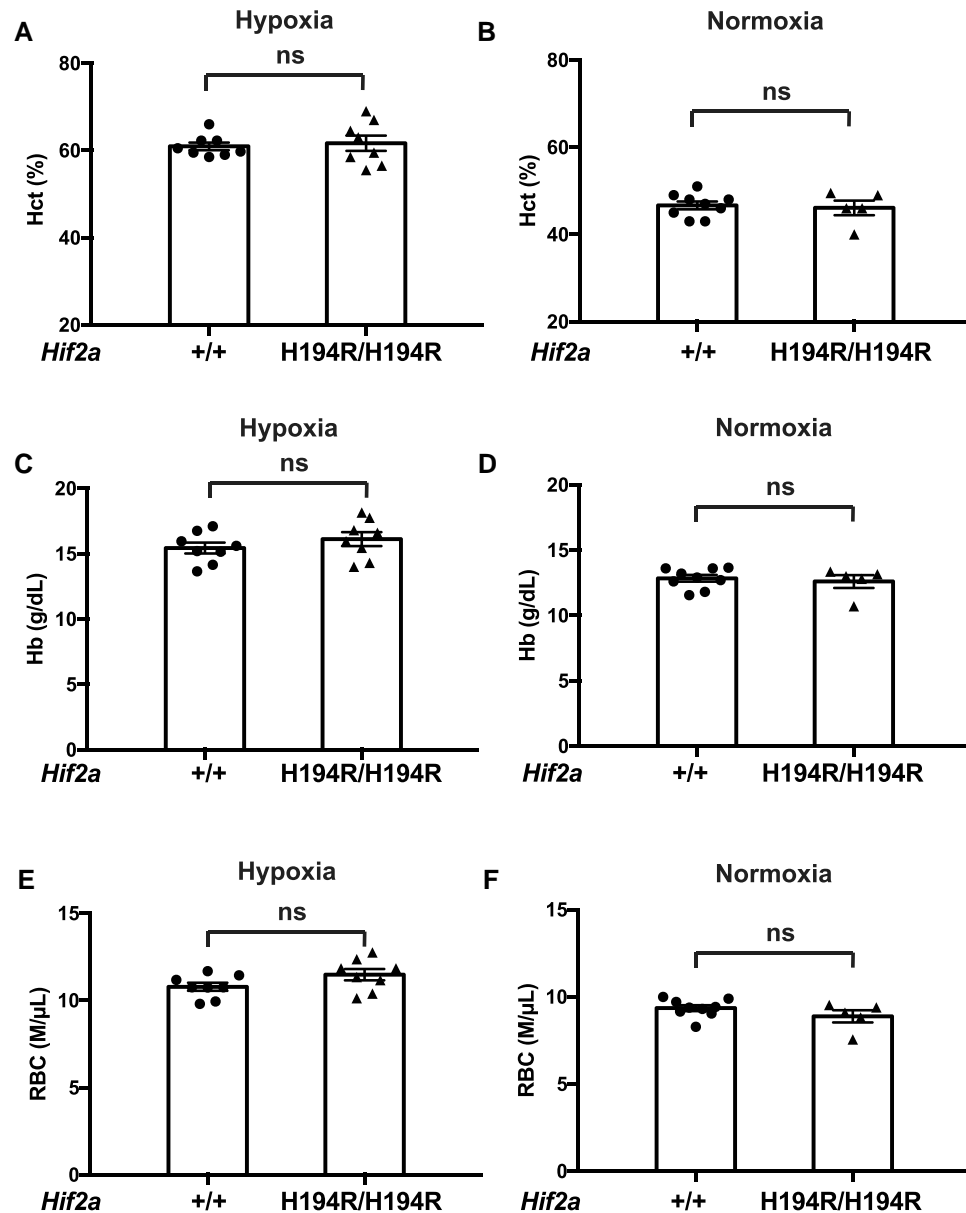 A
Hypoxia
ns
Hct (%)
80
60
40
20
Hif2a +/+ H194R/H194R
B
Normoxia
ns
Hct (%)
80
60
40
20
Hif2a +/+ H194R/H194R
C
Hypoxia
ns
Hb (g/dL)
20
15
10
5
0
Hif2a +/+ H194R/H194R
D
Normoxia
ns
Hb (g/dL)
20
15
10
5
0
Hif2a +/+ H194R/H194R
E
Hypoxia
ns
RBC (M/μL)
15
10
5
0
Hif2a +/+ H194R/H194R
F
Normoxia
ns
RBC (M/μL)
15
10
5
0
Hif2a +/+ H194R/H194R